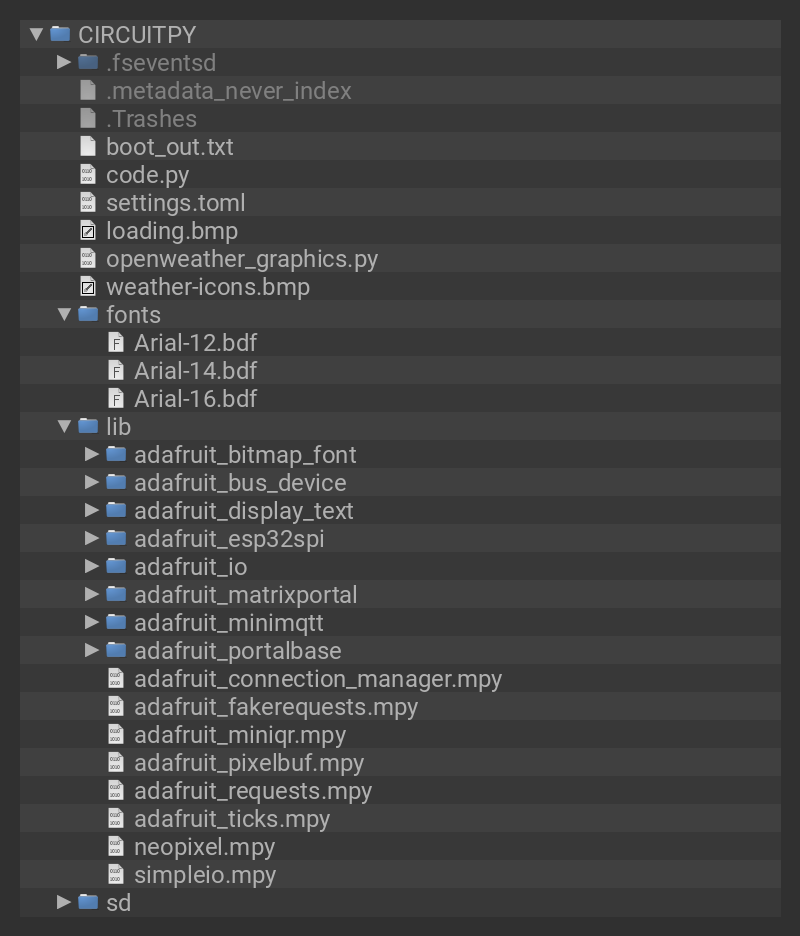 CIRCUITPY
.fseventsd
.metadata_never_index
.Trashes
boot_out.txt
code.py
settings.toml
loading.bmp
openweather_graphics.py
weather-icons.bmp
fonts
Arial-12.bdf
Arial-14.bdf
Arial-16.bdf
lib
adafruit_bitmap_font
adafruit_bus_device
adafruit_display_text
adafruit_esp32spi
adafruit_io
adafruit_matrixportal
adafruit_minimqtt
adafruit_portalbase
adafruit_connection_manager.mpy
adafruit_fakerequests.mpy
adafruit_miniqr.mpy
adafruit_pixelbuf.mpy
adafruit_requests.mpy
adafruit_ticks.mpy
neopixel.mpy
simpleio.mpy
sd